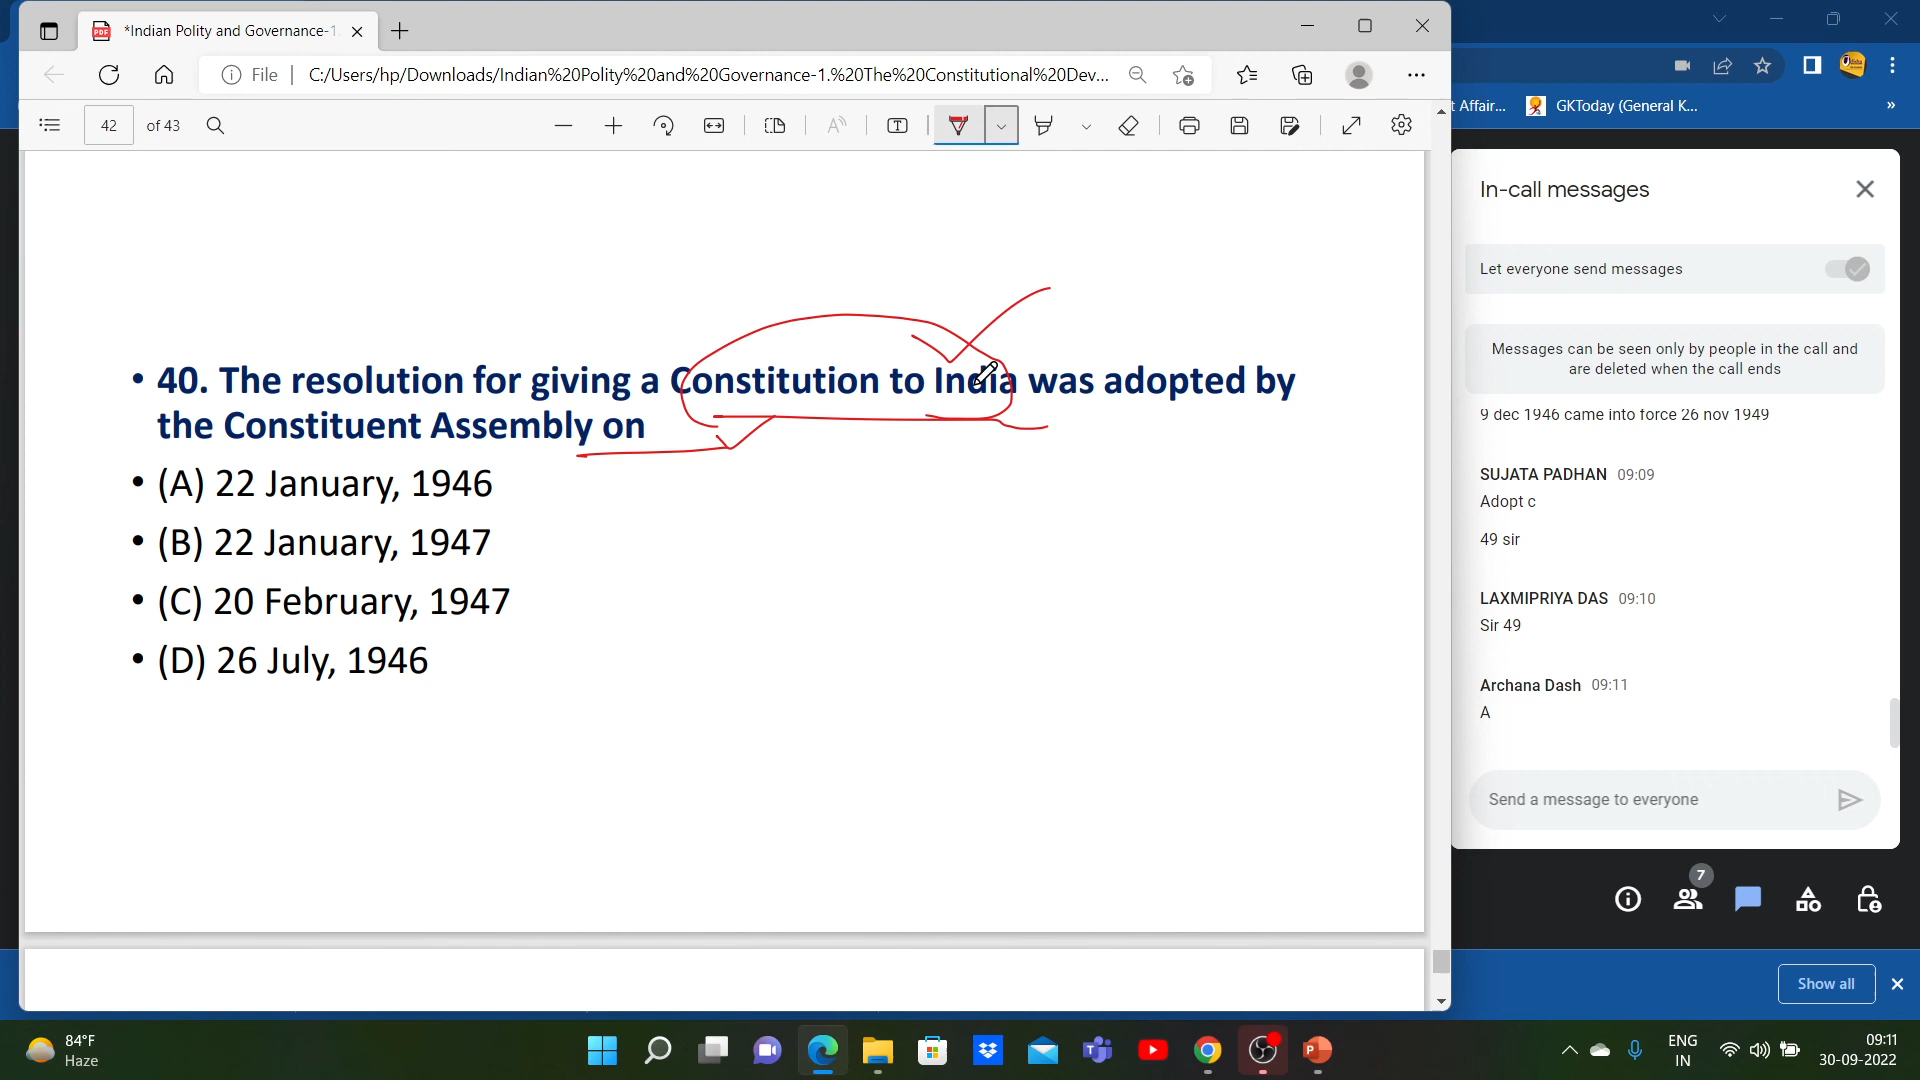 *Indian Polity and Governance-1.
File
C:/Users/hp/Downloads/Indian%20Polity%20and%20Governance-1.%20The%20Constitutional%20Dev...
42 of 43
t Affair...
GKToday (General K...
• 40. The resolution for giving a Constitution to India was adopted by
the Constituent Assembly on
• (A) 22 January, 1946
• (B) 22 January, 1947
• (C) 20 February, 1947
• (D) 26 July, 1946
In-call messages
Let everyone send messages
Messages can be seen only by people in the call and
are deleted when the call ends
9 dec 1946 came into force 26 nov 1949
SUJATA PADHAN 09:09
Adopt c
49 sir
LAXMIPRIYA DAS 09:10
Sir 49
Archana Dash 09:11
A
Send a message to everyone
7
Show all
84°F
Haze
ENG
IN
09:11
30-09-2022